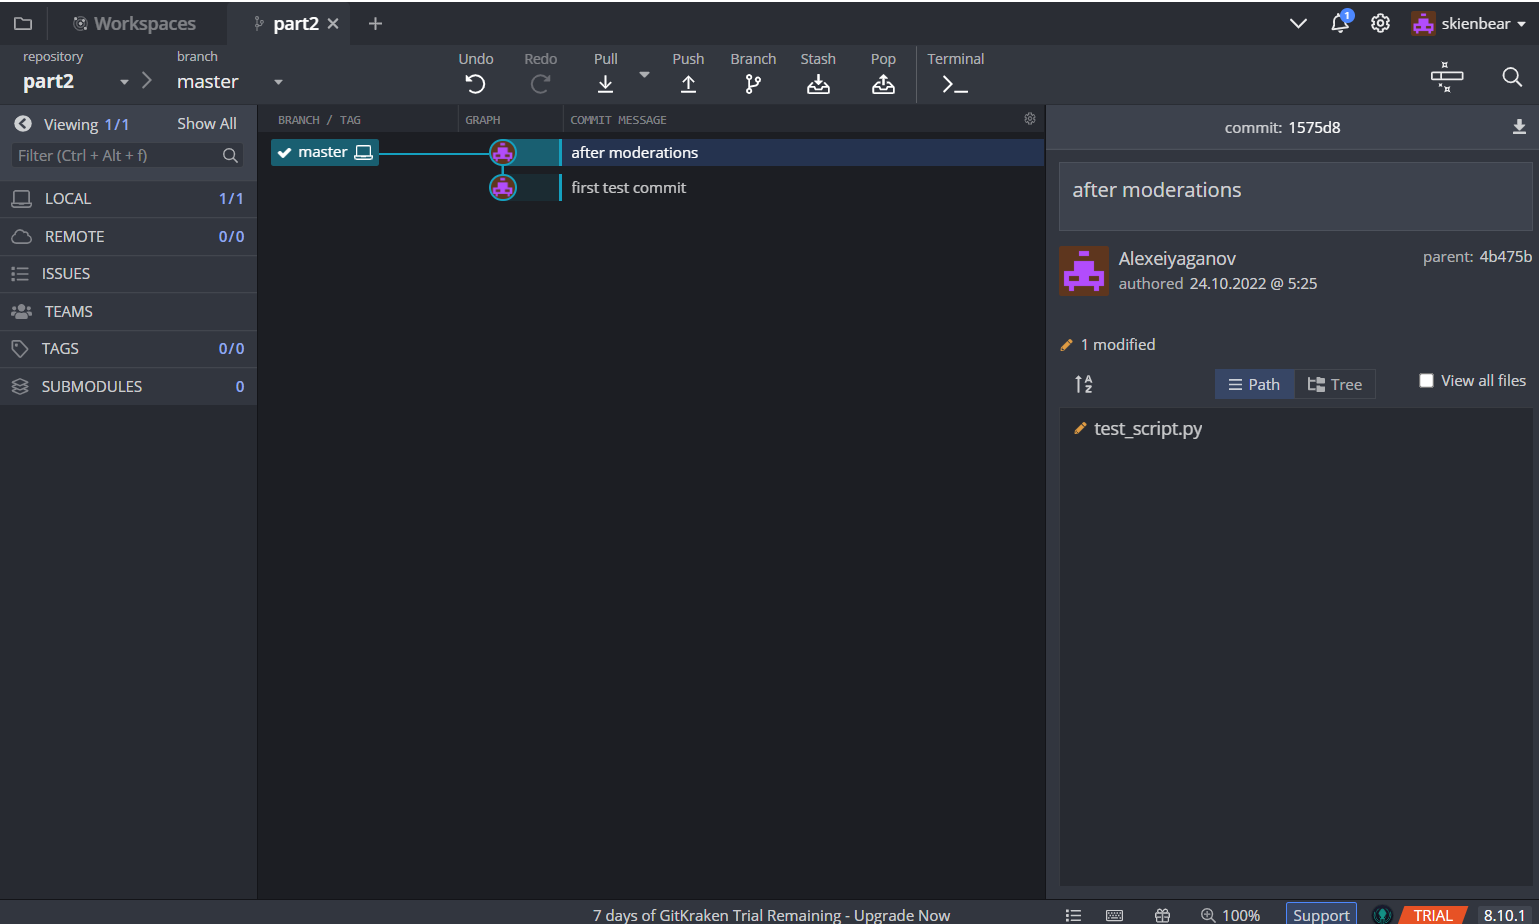 Workspaces
part2
1
skienbear
repository
part2
branch
master
Undo
Redo
Pull
Push
Branch
Stash
Pop
Terminal
Viewing 1/1
Show All
Filter (Ctrl + Alt + f)
LOCAL 1/1
REMOTE 0/0
ISSUES
TEAMS
TAGS 0/0
SUBMODULES 0
BRANCH / TAG
GRAPH
COMMIT MESSAGE
master
after moderations
first test commit
commit: 1575d8
after moderations
Alexeiyaganov
parent: 4b475b
authored 24.10.2022 @ 5:25
1 modified
A
Z
Path
Tree
View all files
test_script.py
7 days of GitKraken Trial Remaining - Upgrade Now
100%
Support
TRIAL
8.10.1